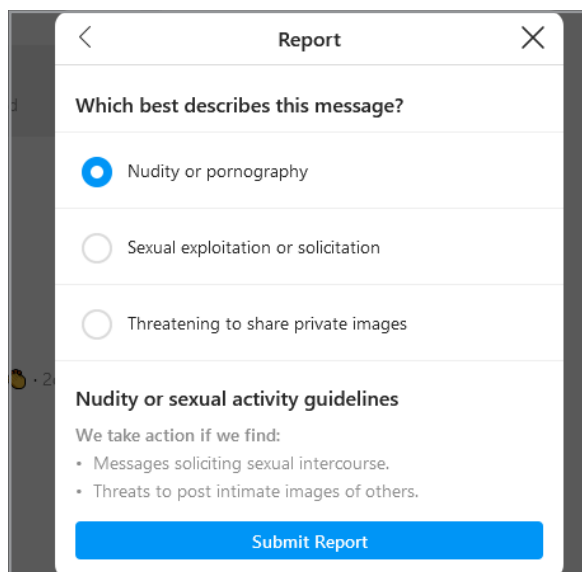 Report
Which best describes this message?
Nudity or pornography
Sexual exploitation or solicitation
Threatening to share private images
Nudity or sexual activity guidelines
We take action if we find:
• Messages soliciting sexual intercourse.
• Threats to post intimate images of others.
Submit Report